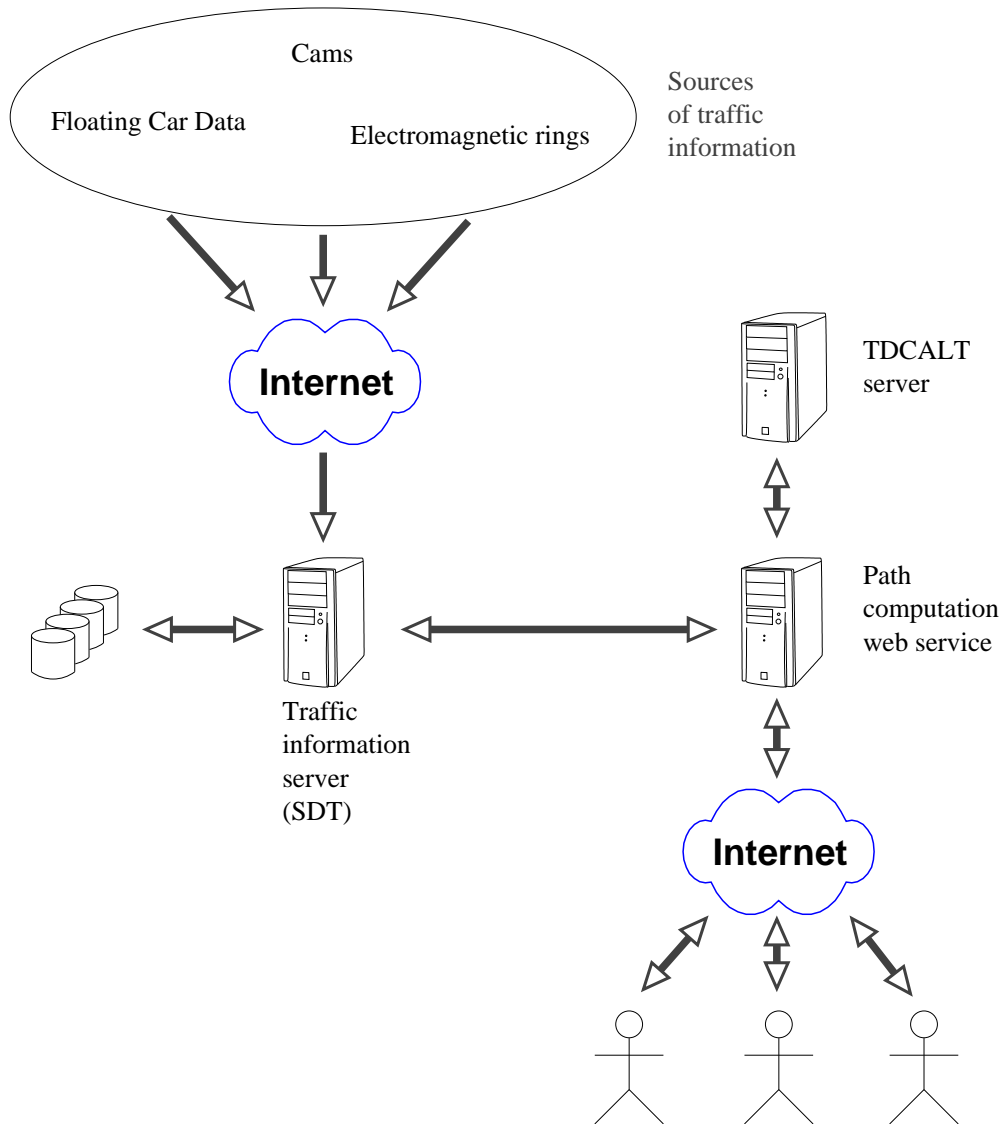 Cams
Floating Car Data
Electromagnetic rings
Sources
of traffic
information
Internet
TDCALT
server
Path
computation
web service
Traffic
information
server
(SDT)
Internet